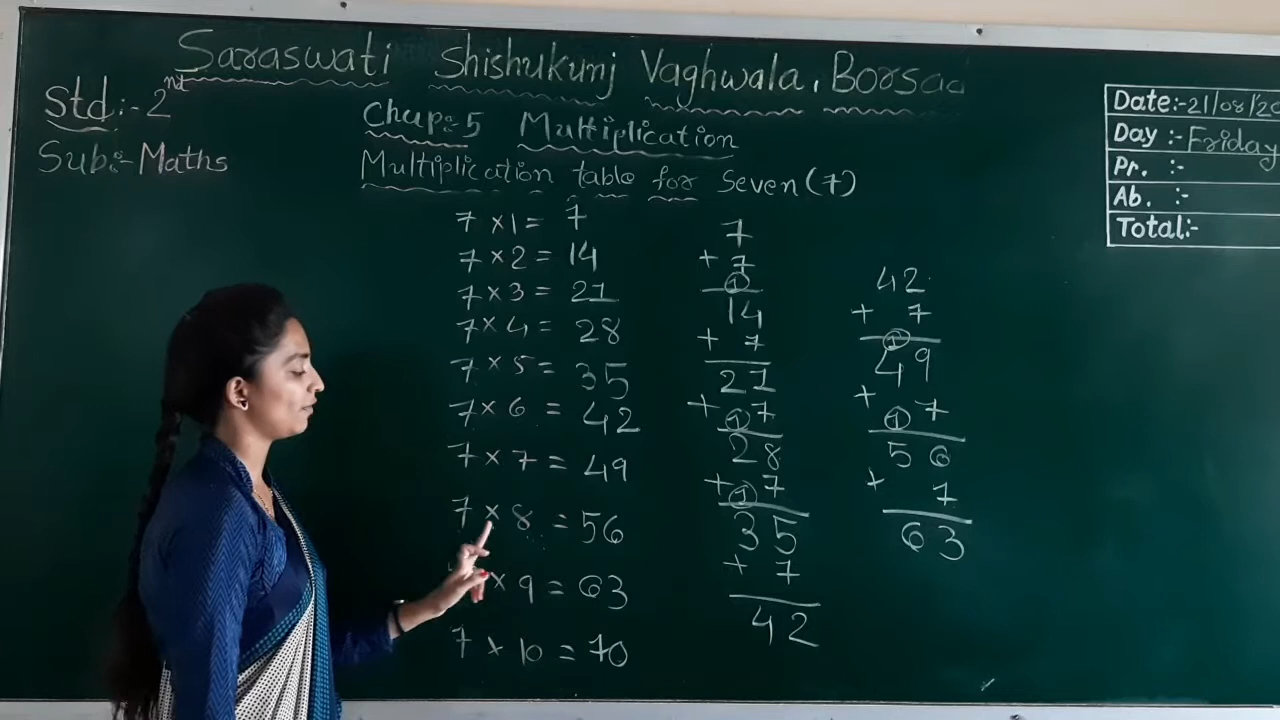 Saraswati Shishukunj Vaghwala, Borsad
Std:- 2nd
Sub:- Maths
Chap:-5 Multiplication
Multiplication table for Seven (7)
Date:-21/08/20
Day :- Friday
Pr. :-
Ab. :-
Total:-
7 × 1 = 7
7 × 2 = 14
7 × 3 = 21
7 × 4 = 28
7 × 5 = 35
7 × 6 = 42
7 × 7 = 49
7 × 8 = 56
× 9 = 63
7 × 10 = 70
7
+ 7
1
14
+ 7
21
+ 1 7
28
+ 1 7
35
+ 7
42
42
+ 7
1
49
+ 7
1
56
+ 7
63